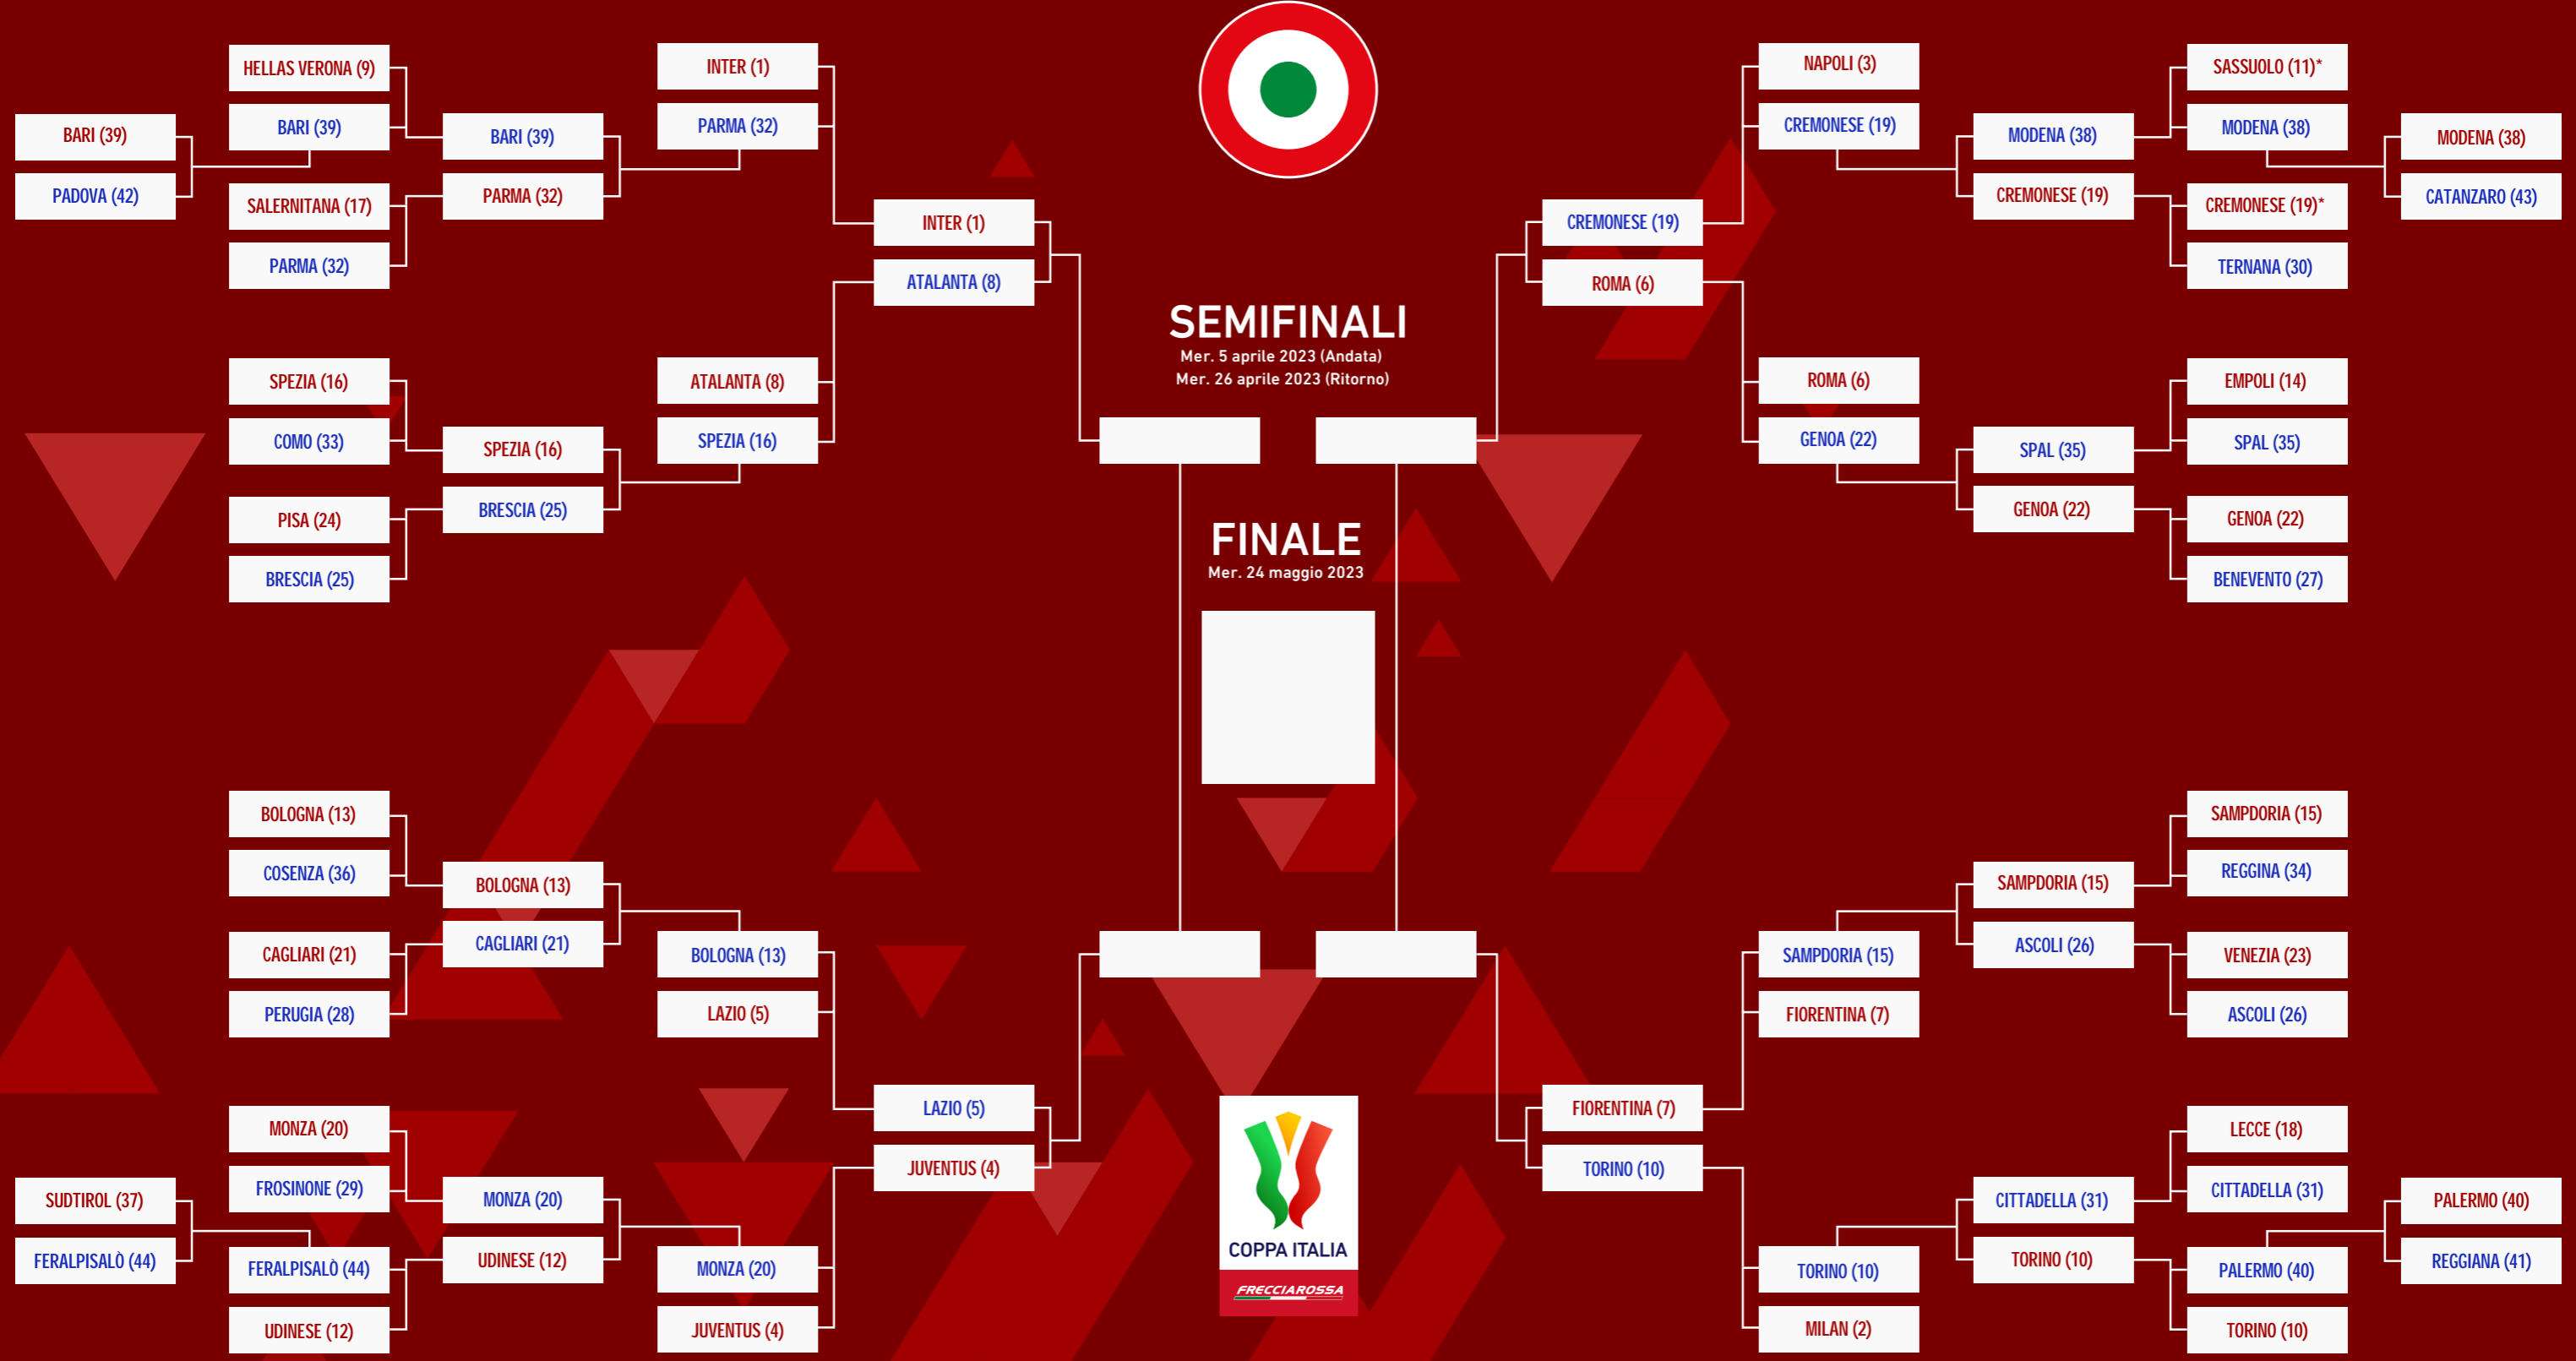 HELLAS VERONA (9)
BARI (39)
BARI (39)
PADOVA (42)
SALERNITANA (17)
PARMA (32)
BARI (39)
PARMA (32)
INTER (1)
PARMA (32)
SPEZIA (16)
COMO (33)
PISA (24)
BRESCIA (25)
SPEZIA (16)
BRESCIA (25)
ATALANTA (8)
SPEZIA (16)
INTER (1)
ATALANTA (8)
SEMIFINALI
Mer. 5 aprile 2023 (Andata)
Mer. 26 aprile 2023 (Ritorno)
FINALE
Mer. 24 maggio 2023
CREMONESE (19)
ROMA (6)
NAPOLI (3)
CREMONESE (19)
ROMA (6)
GENOA (22)
MODENA (38)
CREMONESE (19)
SPAL (35)
GENOA (22)
SASSUOLO (11)*
MODENA (38)
CREMONESE (19)*
TERNANA (30)
EMPOLI (14)
SPAL (35)
GENOA (22)
BENEVENTO (27)
MODENA (38)
CATANZARO (43)
BOLOGNA (13)
COSENZA (36)
CAGLIARI (21)
PERUGIA (28)
BOLOGNA (13)
CAGLIARI (21)
BOLOGNA (13)
LAZIO (5)
MONZA (20)
FROSINONE (29)
SUDTIROL (37)
FERALPISALÒ (44)
FERALPISALÒ (44)
UDINESE (12)
MONZA (20)
UDINESE (12)
MONZA (20)
JUVENTUS (4)
LAZIO (5)
JUVENTUS (4)
COPPA ITALIA
FRECCIAROSSA
FIORENTINA (7)
TORINO (10)
SAMPDORIA (15)
FIORENTINA (7)
TORINO (10)
MILAN (2)
SAMPDORIA (15)
ASCOLI (26)
CITTADELLA (31)
TORINO (10)
SAMPDORIA (15)
REGGINA (34)
VENEZIA (23)
ASCOLI (26)
LECCE (18)
CITTADELLA (31)
PALERMO (40)
TORINO (10)
PALERMO (40)
REGGIANA (41)